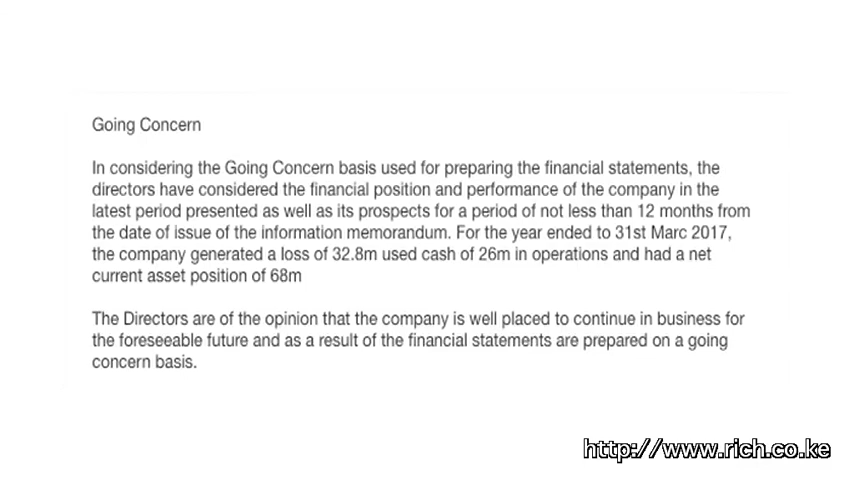 Going Concern
In considering the Going Concern basis used for preparing the financial statements, the
directors have considered the financial position and performance of the company in the
latest period presented as well as its prospects for a period of not less than 12 months from
the date of issue of the information memorandum. For the year ended to 31st Marc 2017,
the company generated a loss of 32.8m used cash of 26m in operations and had a net
current asset position of 68m
The Directors are of the opinion that the company is well placed to continue in business for
the foreseeable future and as a result of the financial statements are prepared on a going
concern basis.
http://www.rich.co.ke